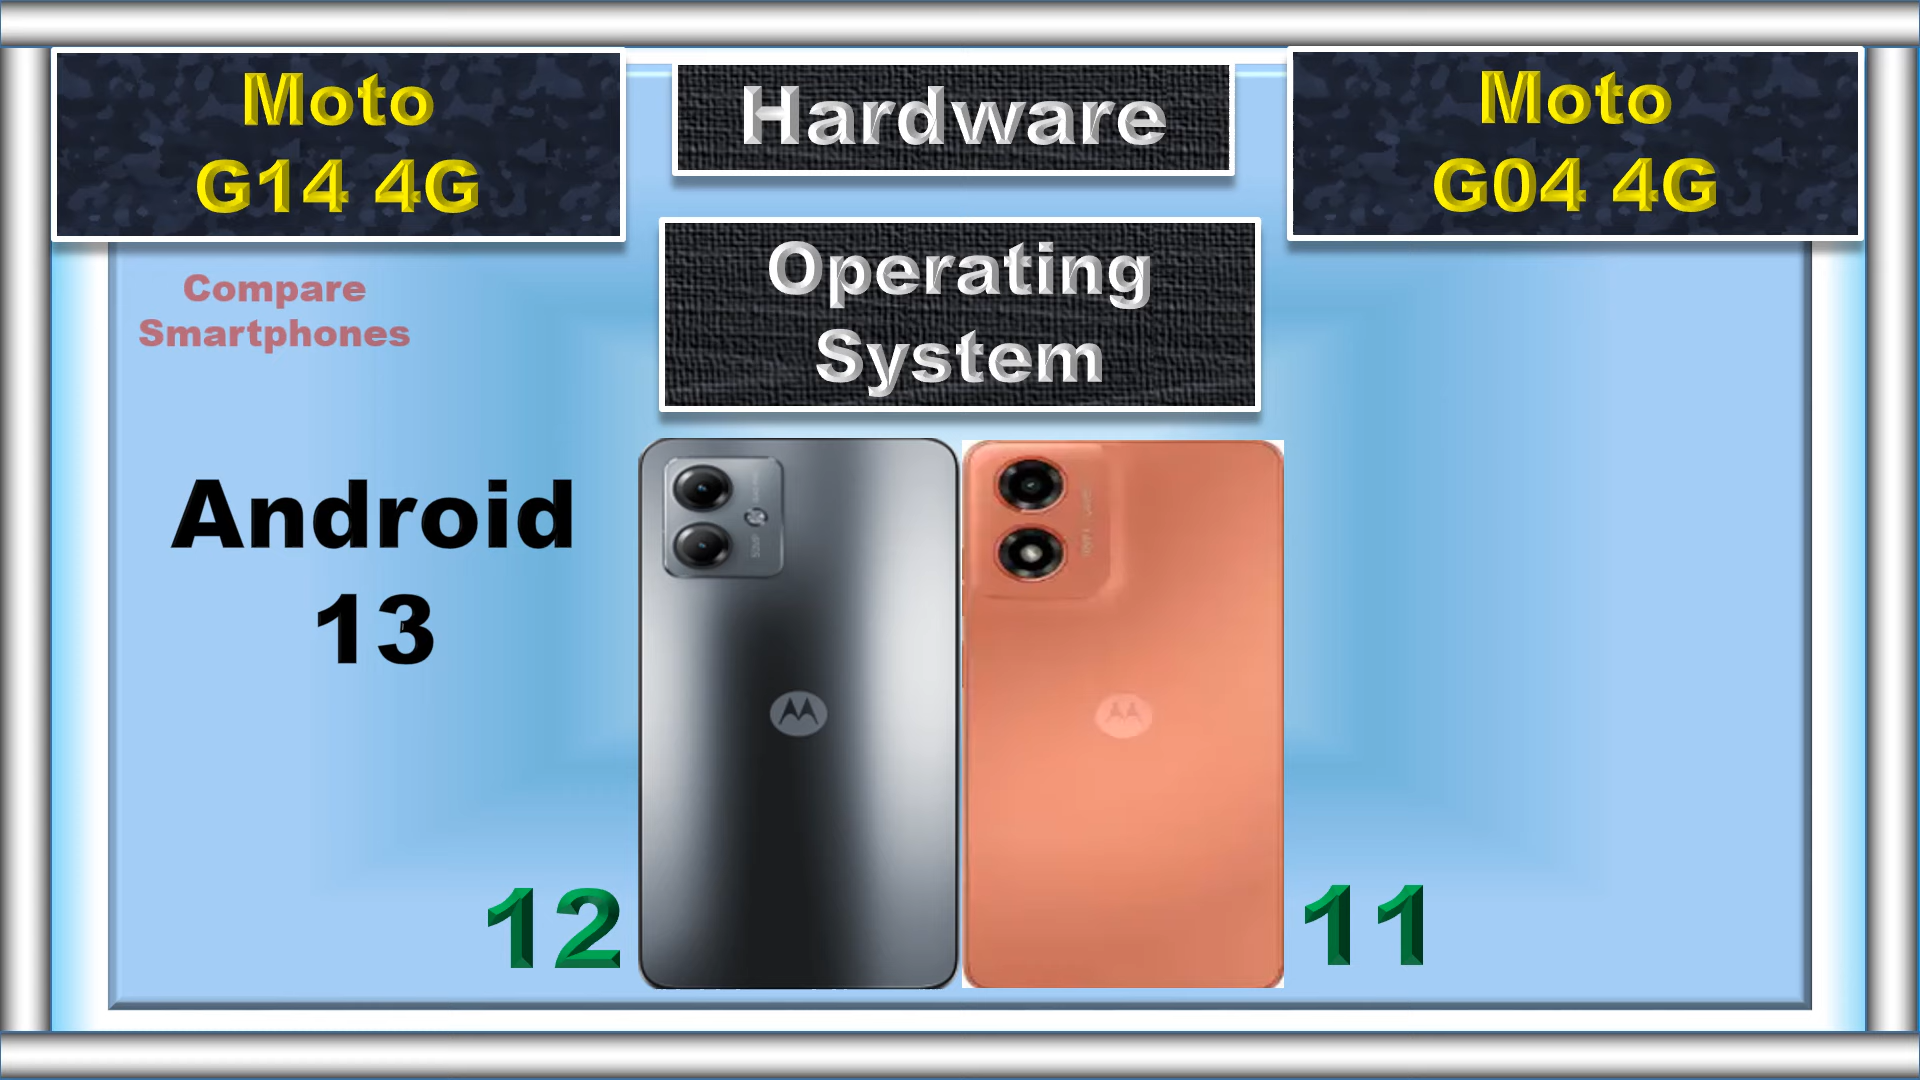 Moto
G14 4G
Hardware
Moto
G04 4G
Operating
System
Compare
Smartphones
Android
13
12
11